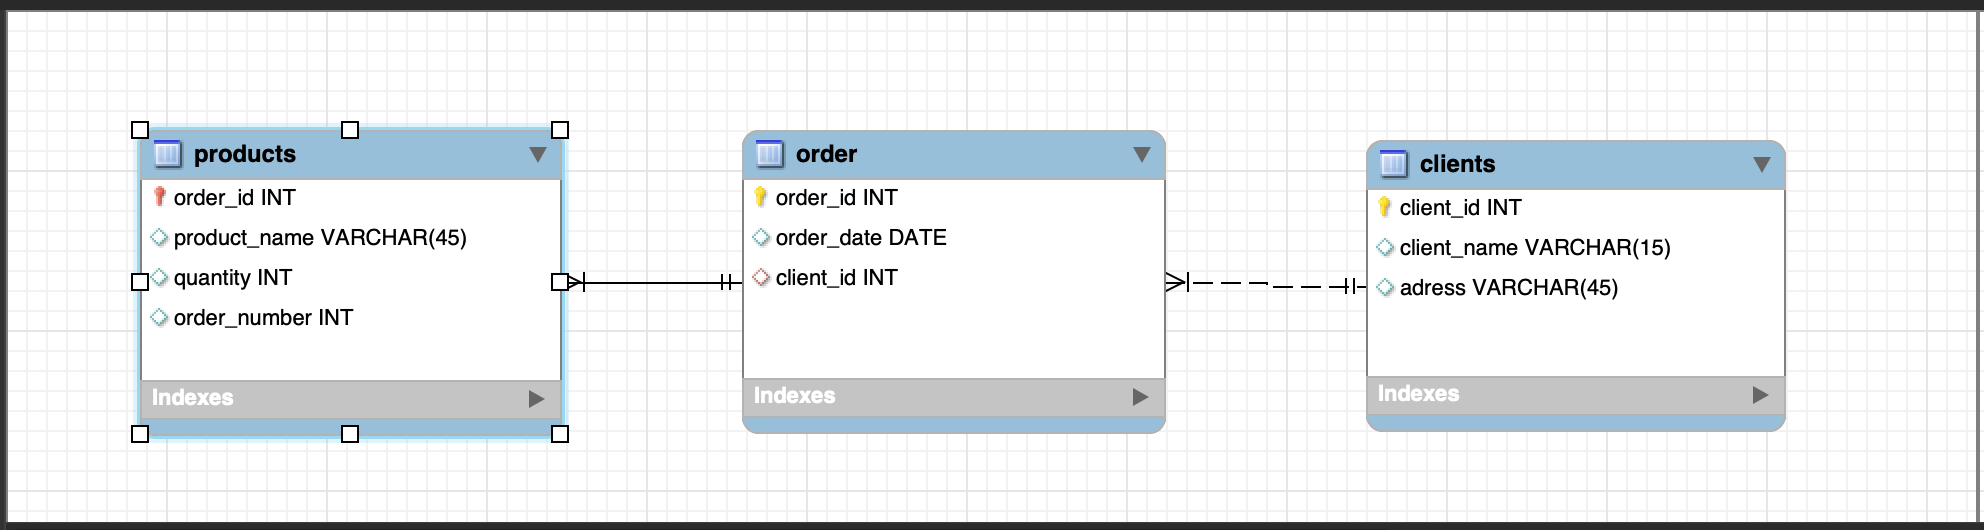 products
order_id INT
product_name VARCHAR(45)
quantity INT
order_number INT
Indexes
order
order_id INT
order_date DATE
client_id INT
Indexes
clients
client_id INT
client_name VARCHAR(15)
adress VARCHAR(45)
Indexes